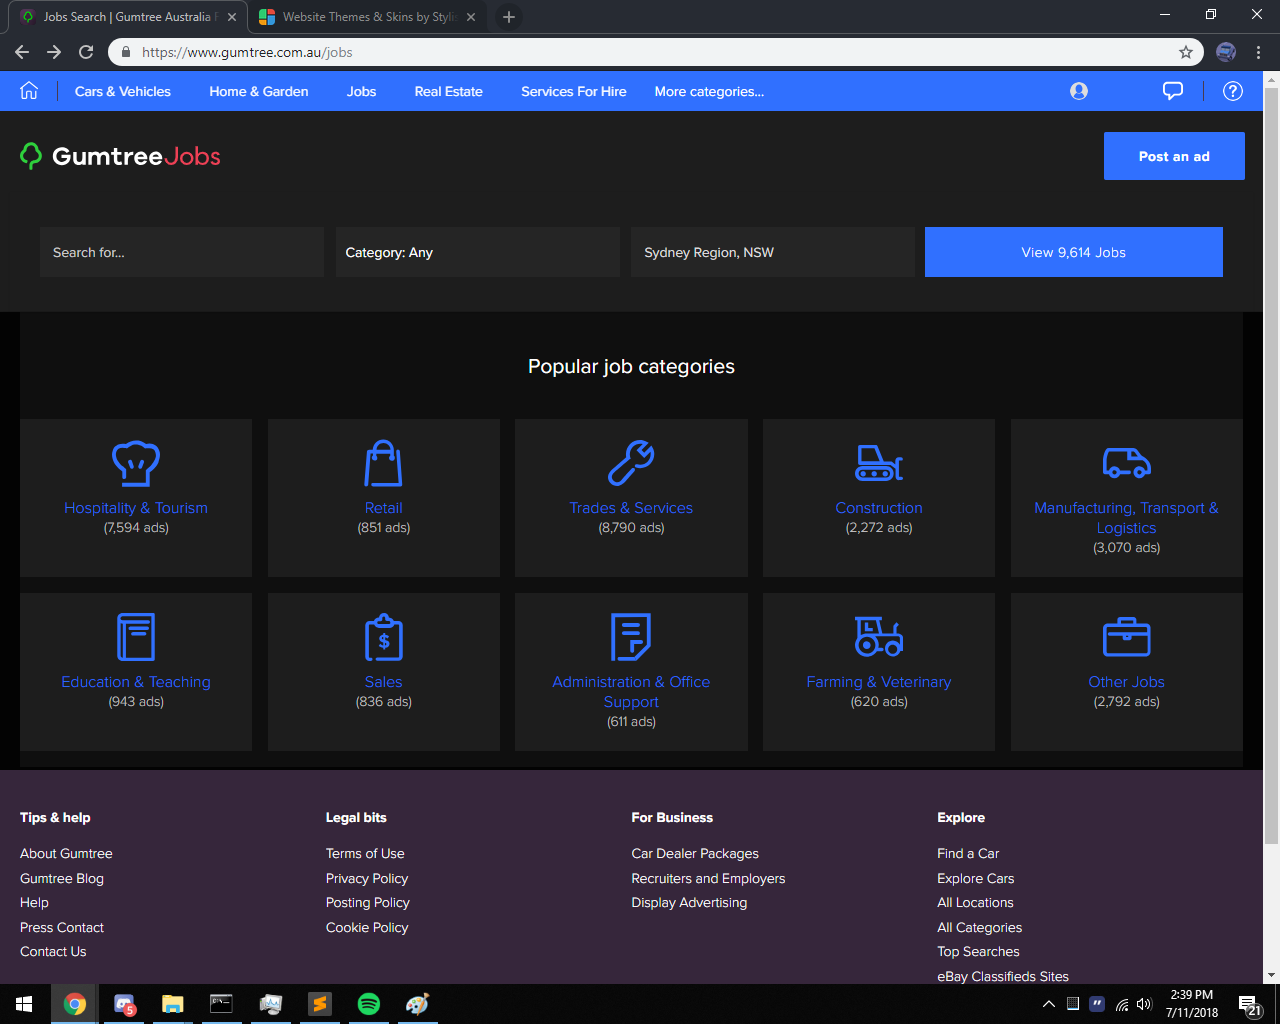 Jobs Search | Gumtree Australia
Website Themes & Skins by Stylis
https://www.gumtree.com.au/jobs
Cars & Vehicles
Home & Garden
Jobs
Real Estate
Services For Hire
More categories...
GumtreeJobs
Post an ad
Search for...
Category: Any
Sydney Region, NSW
View 9,614 Jobs
Popular job categories
Hospitality & Tourism
(7,594 ads)
Retail
(851 ads)
Trades & Services
(8,790 ads)
Construction
(2,272 ads)
Manufacturing, Transport &
Logistics
(3,070 ads)
Education & Teaching
(943 ads)
Sales
(836 ads)
Administration & Office
Support
(611 ads)
Farming & Veterinary
(620 ads)
Other Jobs
(2,792 ads)
Tips & help
About Gumtree
Gumtree Blog
Help
Press Contact
Contact Us
Legal bits
Terms of Use
Privacy Policy
Posting Policy
Cookie Policy
For Business
Car Dealer Packages
Recruiters and Employers
Display Advertising
Explore
Find a Car
Explore Cars
All Locations
All Categories
Top Searches
eBay Classifieds Sites
5
2:39 PM
7/11/2018
21